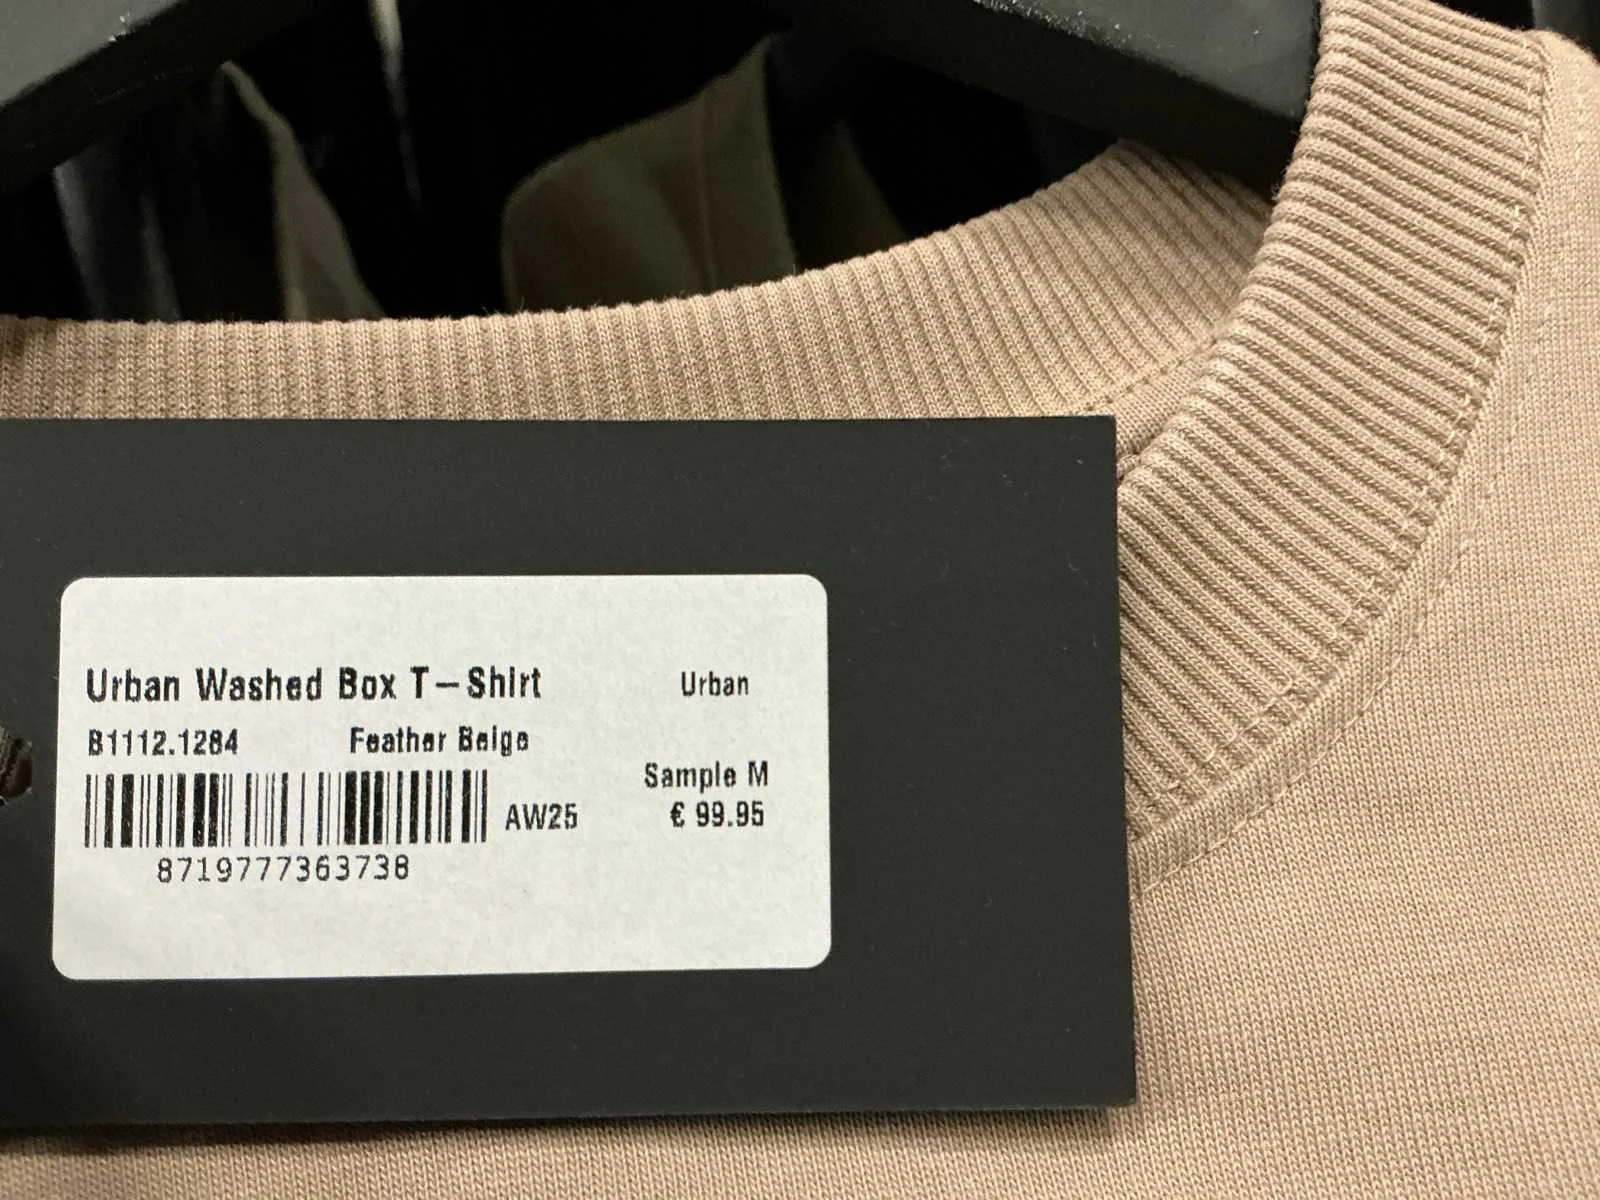 Urban Washed Box T-Shirt Urban
B1112.1284 Feather Beige
Sample M
AW25 € 99.95
8719777363738